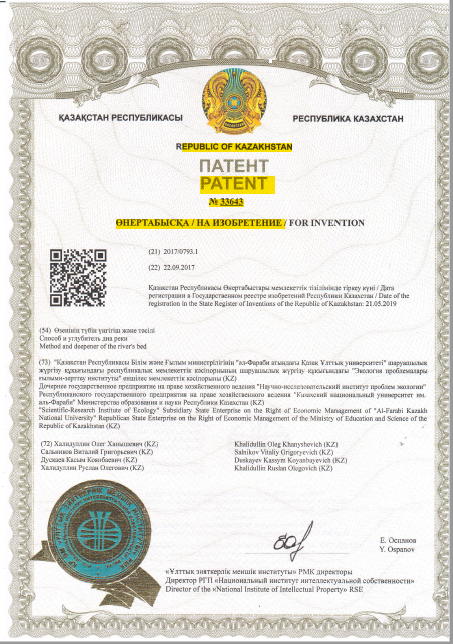 ҚАЗАҚСТАН РЕСПУБЛИКАСЫ
РЕСПУБЛИКА КАЗАХСТАН
REPUBLIC OF KAZAKHSTAN
ПАТЕНТ
PATENT
№ 33643
ӨНЕРТАБЫСҚА / НА ИЗОБРЕТЕНИЕ / FOR INVENTION
(21) 2017/0793.1
(22) 22.09.2017
Қазақстан Республикасы Өнертабыстары мемлекеттік тізілімінде тіркеу күні / Дата
регистрации в Государственном реестре изобретений Республики Казахстан / Date of the
registration in the State Register of Inventions of the Republic of Kazakhstan: 21.05.2019
(54) Өзеннің түбін үңгігіш және тәсілі
Способ и углубитель дна реки
Method and deepener of the river's bed
(73) "Қазақстан Республикасы Білім және Ғылым министрлігінің "әл-Фараби атындағы Қазақ Ұлттық университеті" шаруашылық
жүргізу құқығындағы республикалық мемлекеттік кәсіпорнының шаруашылық жүргізу құқығындағы "Экология проблемалары
ғылыми-зерттеу институты" еншілес мемлекеттік кәсіпорны (KZ)
Дочернее государственное предприятие на праве хозяйственного ведения "Научно-исследовательский институт проблем экологии"
Республиканского государственного предприятия на праве хозяйственного ведения "Казахский национальный университет им.
аль-Фараби" Министерство образования и науки Республики Казахстан (KZ)
"Scientific-Research Institute of Ecology" Subsidiary State Enterprise on the Right of Economic Management of "Al-Farabi Kazakh
National University" Republican State Enterprise on the Right of Economic Management of the Ministry of Education and Science of the
Republic of Kazakhstan (KZ)
(72) Халидуллин Олег Ханышевич (KZ)
Сальников Виталий Григорьевич (KZ)
Дускаев Касым Коянбаевич (KZ)
Халидуллин Руслан Олегович (KZ)
Khalidullin Oleg Khanyshevich (KZ)
Salnikov Vitaliy Grigoryevich (KZ)
Duskayev Kassym Koyanbayevich (KZ)
Khalidullin Ruslan Olegovich (KZ)
Е. Оспанов
Y. Ospanov
«Ұлттық зияткерлік меншік институты» РМК директоры
Директор РГП «Национальный институт интеллектуальной собственности»
Director of the «National Institute of Intellectual Property» RSE